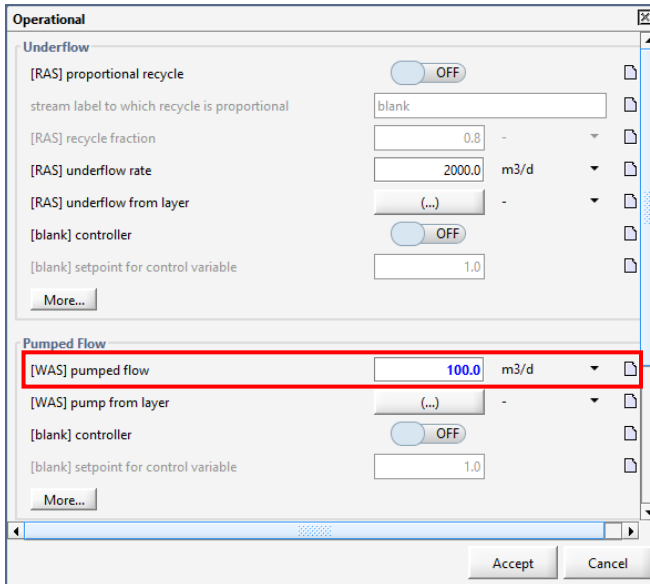 Operational
Underflow
[RAS] proportional recycle OFF
stream label to which recycle is proportional blank
[RAS] recycle fraction 0.8 -
[RAS] underflow rate 2000.0 m3/d
[RAS] underflow from layer (...) -
[blank] controller OFF
[blank] setpoint for control variable 1.0
More...
Pumped Flow
[WAS] pumped flow 100.0 m3/d
[WAS] pump from layer (...) -
[blank] controller OFF
[blank] setpoint for control variable 1.0
More...
Accept Cancel